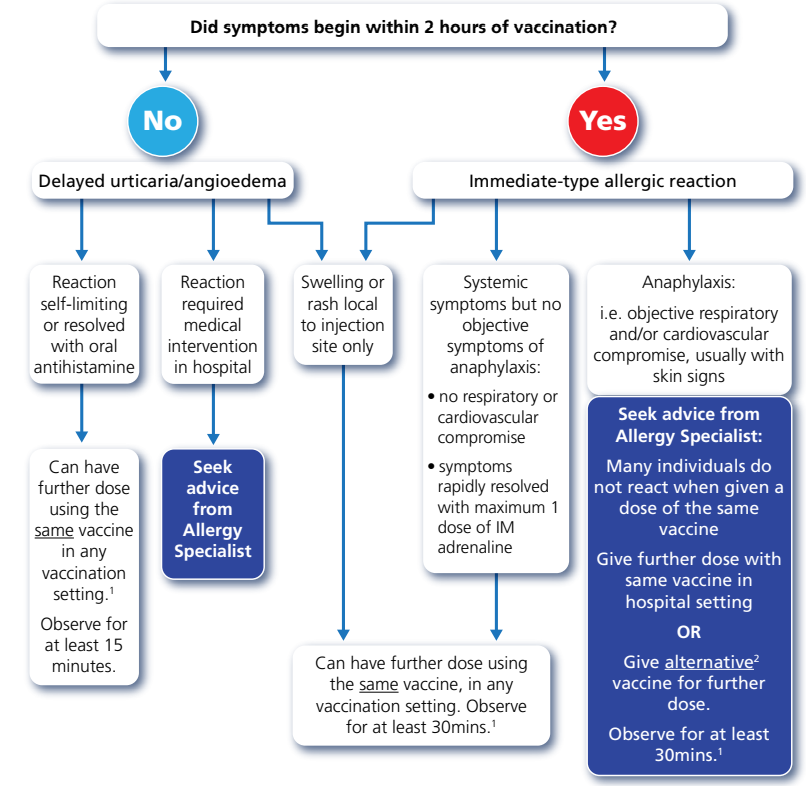 Did symptoms begin within 2 hours of vaccination?
No
Yes
Delayed urticaria/angioedema
Immediate-type allergic reaction
Reaction
self-limiting
or resolved
with oral
antihistamine
Reaction
required
medical
intervention
in hospital
Swelling or
rash local
to injection
site only
Systemic
symptoms but no
objective
symptoms of
anaphylaxis:
• no respiratory or
cardiovascular
compromise
• symptoms
rapidly resolved
with maximum 1
dose of IM
adrenaline
Anaphylaxis:
i.e. objective respiratory
and/or cardiovascular
compromise, usually with
skin signs
Can have
further dose
using the
same vaccine
in any
vaccination
setting.¹
Observe for
at least 15
minutes.
Seek
advice
from
Allergy
Specialist
Can have further dose using
the same vaccine, in any
vaccination setting. Observe
for at least 30mins.¹
Seek advice from
Allergy Specialist:
Many individuals do
not react when given a
dose of the same
vaccine
Give further dose with
same vaccine in
hospital setting
OR
Give alternative²
vaccine for further
dose.
Observe for at least
30mins.¹